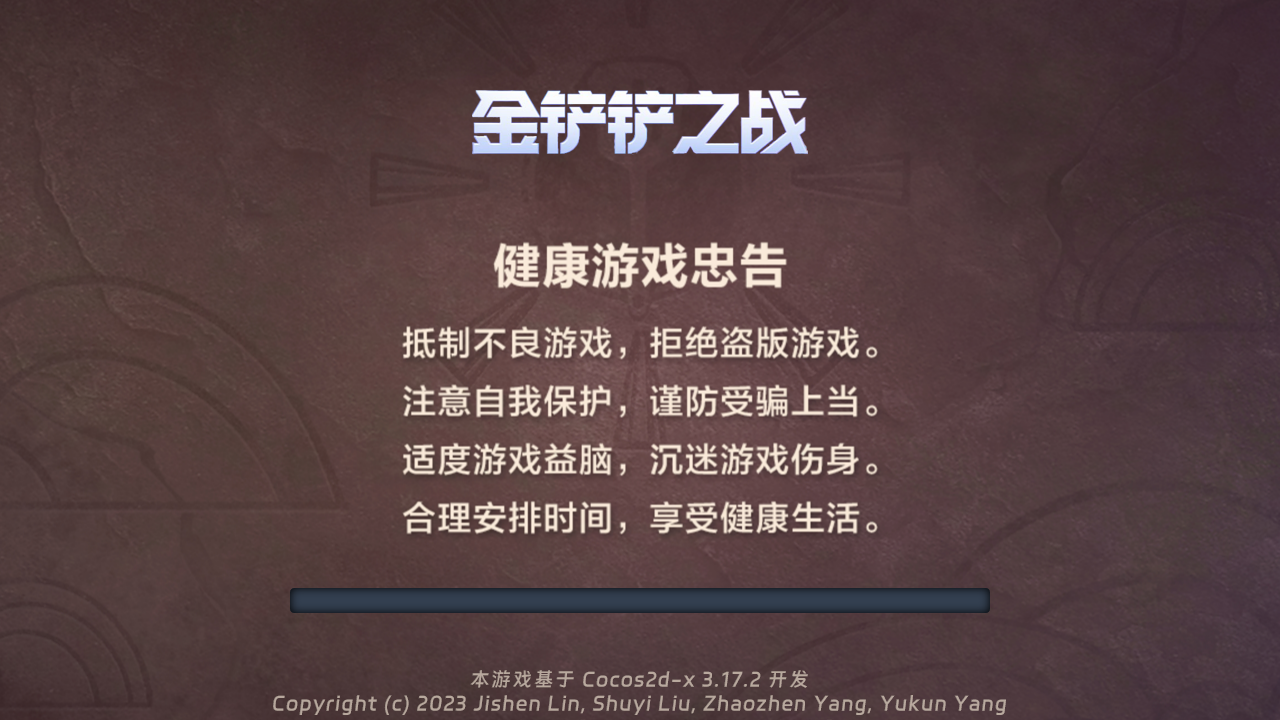 金铲铲之战
健康游戏忠告
抵制不良游戏，拒绝盗版游戏。
注意自我保护，谨防受骗上当。
适度游戏益脑，沉迷游戏伤身。
合理安排时间，享受健康生活。
本游戏基于 Cocos2d-x 3.17.2 开发
Copyright (c) 2023 Jishen Lin, Shuyi Liu, Zhaozhen Yang, Yukun Yang